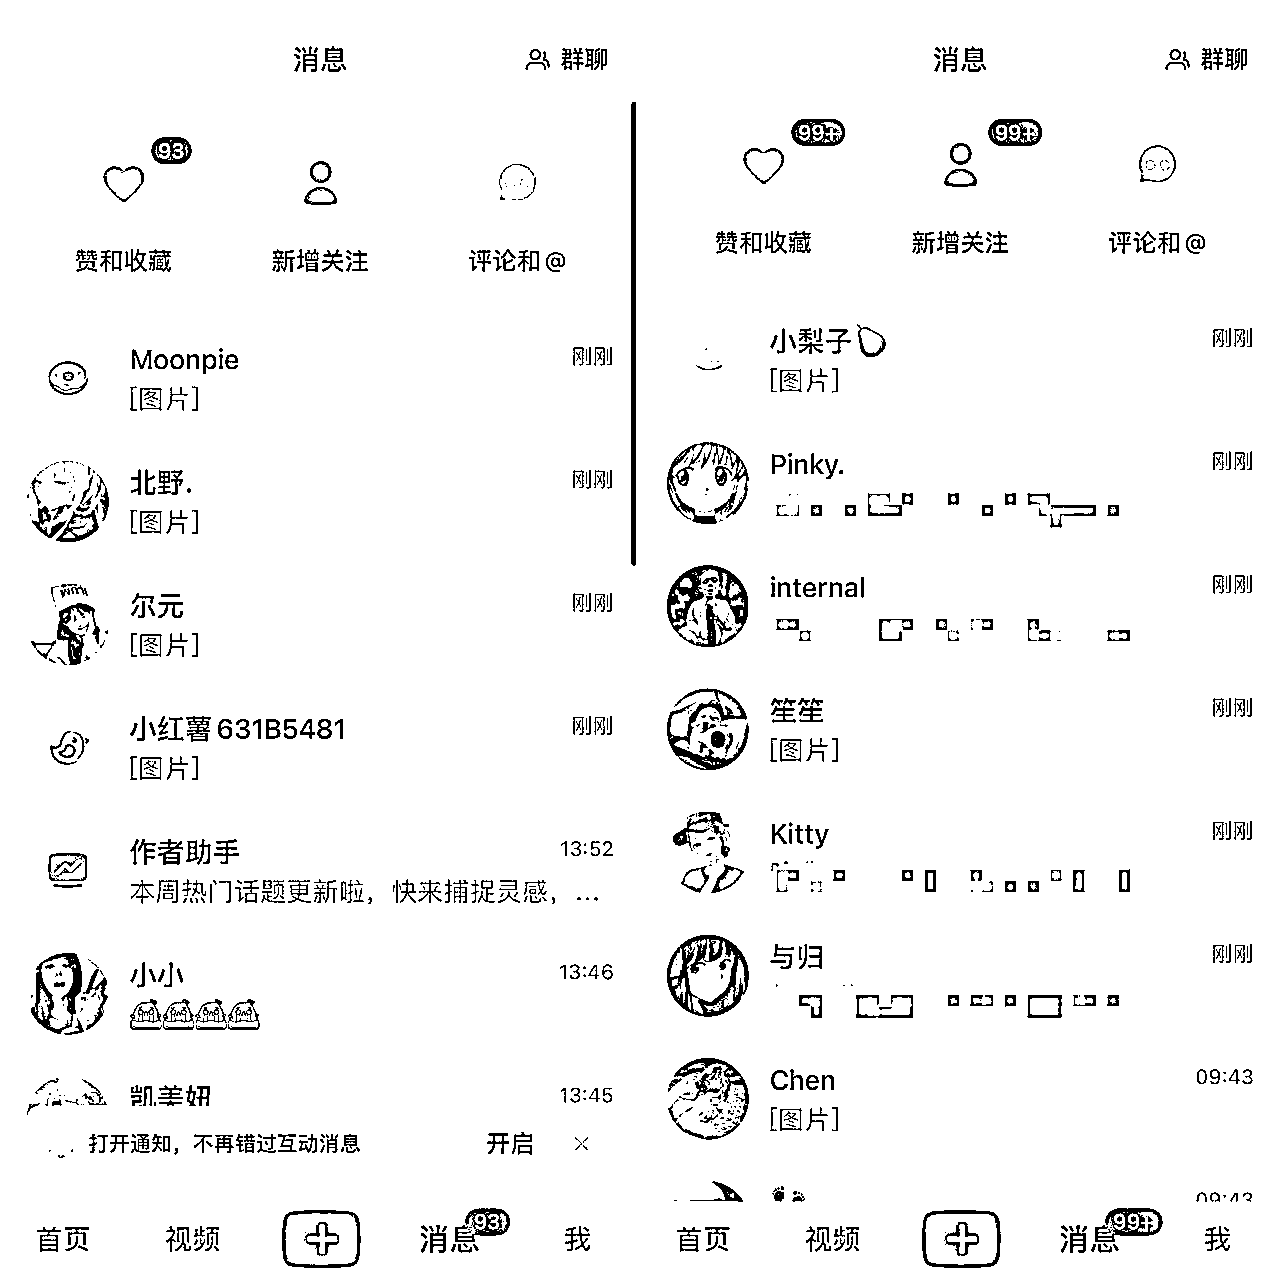 消息
群聊
93
赞和收藏
新增关注
评论和@
Moonpie
刚刚
[图片]
北野.
刚刚
[图片]
尔元
刚刚
[图片]
小红薯631B5481
刚刚
[图片]
作者助手
13:52
本周热门话题更新啦，快来捕捉灵感，...
小小
13:46
凯美妞
13:45
打开通知，不再错过互动消息
开启
首页
视频
消息
93
我
消息
群聊
99+
99+
赞和收藏
新增关注
评论和@
小梨子
刚刚
[图片]
Pinky.
刚刚
internal
刚刚
笙笙
刚刚
[图片]
Kitty
刚刚
与归
刚刚
Chen
09:43
[图片]
09:43
首页
视频
消息
99+
我